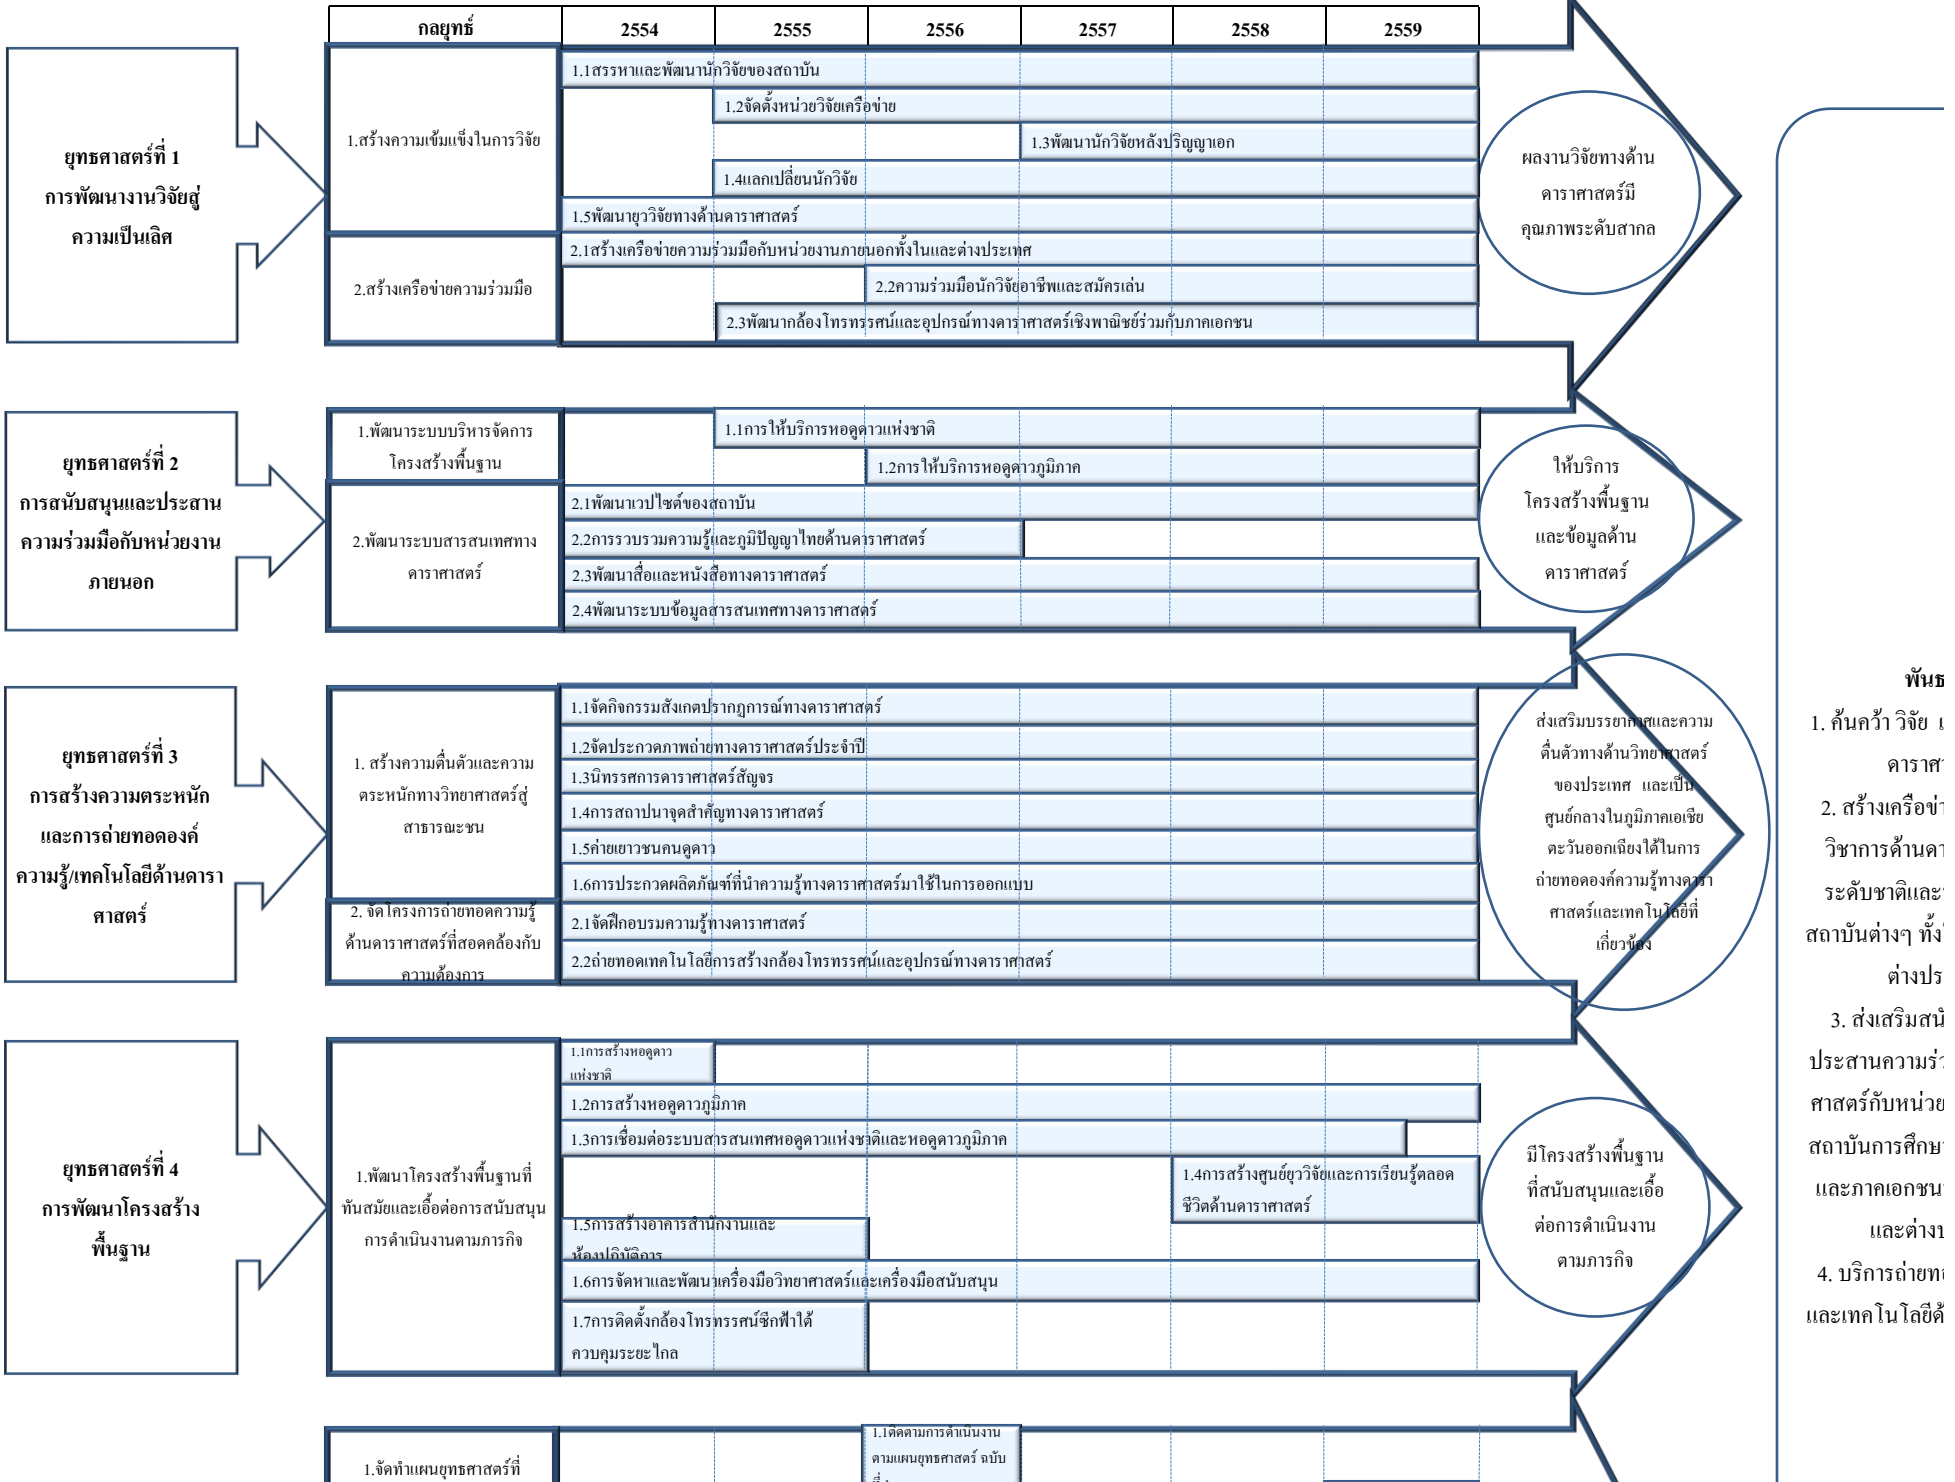 กลยุทธ์ 2554 2555 2556 2557 2558 2559
ยุทธศาสตร์ที่ 1
การพัฒนางานวิจัยสู่
ความเป็นเลิศ
1.สร้างความเข้มแข็งในการวิจัย
1.1สรรหาและพัฒนานักวิจัยของสถาบัน
1.2จัดตั้งหน่วยวิจัยเครือข่าย
1.3พัฒนานักวิจัยหลังปริญญาเอก
1.4แลกเปลี่ยนนักวิจัย
1.5พัฒนายุววิจัยทางด้านดาราศาสตร์
2.สร้างเครือข่ายความร่วมมือ
2.1สร้างเครือข่ายความร่วมมือกับหน่วยงานภายนอกทั้งในและต่างประเทศ
2.2ความร่วมมือนักวิจัยอาชีพและสมัครเล่น
2.3พัฒนากล้องโทรทรรศน์และอุปกรณ์ทางดาราศาสตร์เชิงพาณิชย์ร่วมกับภาคเอกชน
ผลงานวิจัยทางด้าน
ดาราศาสตร์มี
คุณภาพระดับสากล
ยุทธศาสตร์ที่ 2
การสนับสนุนและประสาน
ความร่วมมือกับหน่วยงาน
ภายนอก
1.พัฒนาระบบบริหารจัดการ
โครงสร้างพื้นฐาน
1.1การให้บริการหอดูดาวแห่งชาติ
1.2การให้บริการหอดูดาวภูมิภาค
2.พัฒนาระบบสารสนเทศทาง
ดาราศาสตร์
2.1พัฒนาเวปไซต์ของสถาบัน
2.2การรวบรวมความรู้และภูมิปัญญาไทยด้านดาราศาสตร์
2.3พัฒนาสื่อและหนังสือทางดาราศาสตร์
2.4พัฒนาระบบข้อมูลสารสนเทศทางดาราศาสตร์
ให้บริการ
โครงสร้างพื้นฐาน
และข้อมูลด้าน
ดาราศาสตร์
ยุทธศาสตร์ที่ 3
การสร้างความตระหนัก
และการถ่ายทอดองค์
ความรู้/เทคโนโลยีด้านดารา
ศาสตร์
1. สร้างความตื่นตัวและความ
ตระหนักทางวิทยาศาสตร์สู่
สาธารณะชน
1.1จัดกิจกรรมสังเกตปรากฏการณ์ทางดาราศาสตร์
1.2จัดประกวดภาพถ่ายทางดาราศาสตร์ประจำปี
1.3นิทรรศการดาราศาสตร์สัญจร
1.4การสถาปนาจุดสำคัญทางดาราศาสตร์
1.5ค่ายเยาวชนคนดูดาว
1.6การประกวดผลิตภัณฑ์ที่นำความรู้ทางดาราศาสตร์มาใช้ในการออกแบบ
2. จัดโครงการถ่ายทอดความรู้
ด้านดาราศาสตร์ที่สอดคล้องกับ
ความต้องการ
2.1จัดฝึกอบรมความรู้ทางดาราศาสตร์
2.2ถ่ายทอดเทคโนโลยีการสร้างกล้องโทรทรรศน์และอุปกรณ์ทางดาราศาสตร์
ส่งเสริมบรรยากาศและความ
ตื่นตัวทางด้านวิทยาศาสตร์
ของประเทศ และเป็น
ศูนย์กลางในภูมิภาคเอเชีย
ตะวันออกเฉียงใต้ในการ
ถ่ายทอดองค์ความรู้ทางดารา
ศาสตร์และเทคโนโลยีที่
เกี่ยวข้อง
ยุทธศาสตร์ที่ 4
การพัฒนาโครงสร้าง
พื้นฐาน
1.พัฒนาโครงสร้างพื้นฐานที่
ทันสมัยและเอื้อต่อการสนับสนุน
การดำเนินงานตามภารกิจ
1.1การสร้างหอดูดาว
แห่งชาติ
1.2การสร้างหอดูดาวภูมิภาค
1.3การเชื่อมต่อระบบสารสนเทศหอดูดาวแห่งชาติและหอดูดาวภูมิภาค
1.4การสร้างศูนย์ยุววิจัยและการเรียนรู้ตลอด
ชีวิตด้านดาราศาสตร์
1.5การสร้างอาคารสำนักงานและ
ห้องปฏิบัติการ
1.6การจัดหาและพัฒนาเครื่องมือวิทยาศาสตร์และเครื่องมือสนับสนุน
1.7การติดตั้งกล้องโทรทรรศน์ซีกฟ้าใต้
ควบคุมระยะไกล
มีโครงสร้างพื้นฐาน
ที่สนับสนุนและเอื้อ
ต่อการดำเนินงาน
ตามภารกิจ
1.จัดทำแผนยุทธศาสตร์ที่
1.1ติดตามการดำเนินงาน
ตามแผนยุทธศาสตร์ ฉบับ
1. ค้นคว้า วิจัย
2. สร้างเครือข่
วิชาการด้านดา
ระดับชาติและ
สถาบันต่างๆ ทั้ง
ต่างประ
3. ส่งเสริมสนั
ประสานความร่ว
ศาสตร์กับหน่วย
สถาบันการศึกษ
และภาคเอกชน
และต่างป
4. บริการถ่ายท
และเทคโนโลยีด้